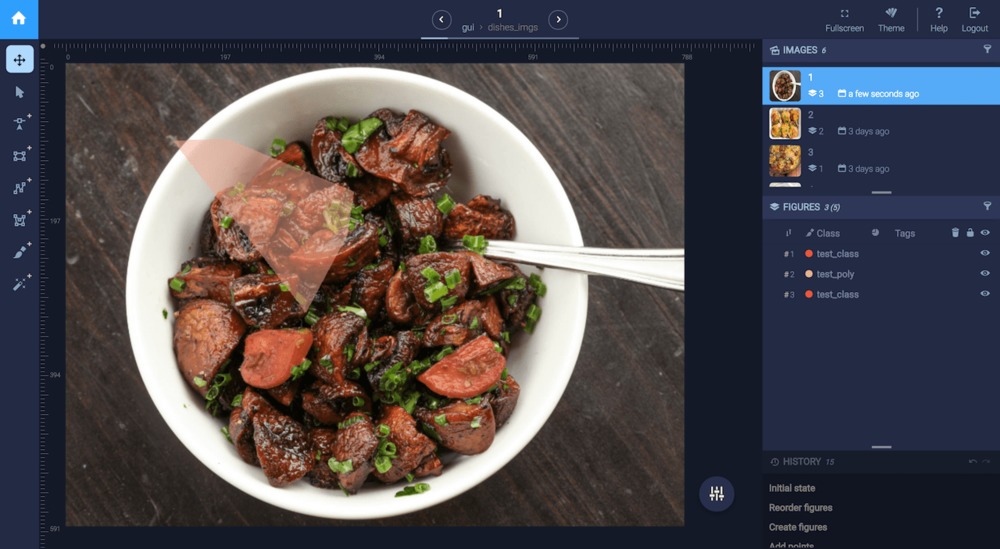 1
gui › dishes_imgs
Fullscreen
Theme
Help
Logout
0
197
394
591
788
0
197
394
591
IMAGES 6
1
3 a few seconds ago
2
2 3 days ago
3
1 3 days ago
FIGURES 3 (5)
Class Tags
#1 test_class
#2 test_poly
#3 test_class
HISTORY 15
Initial state
Reorder figures
Create figures
Add points